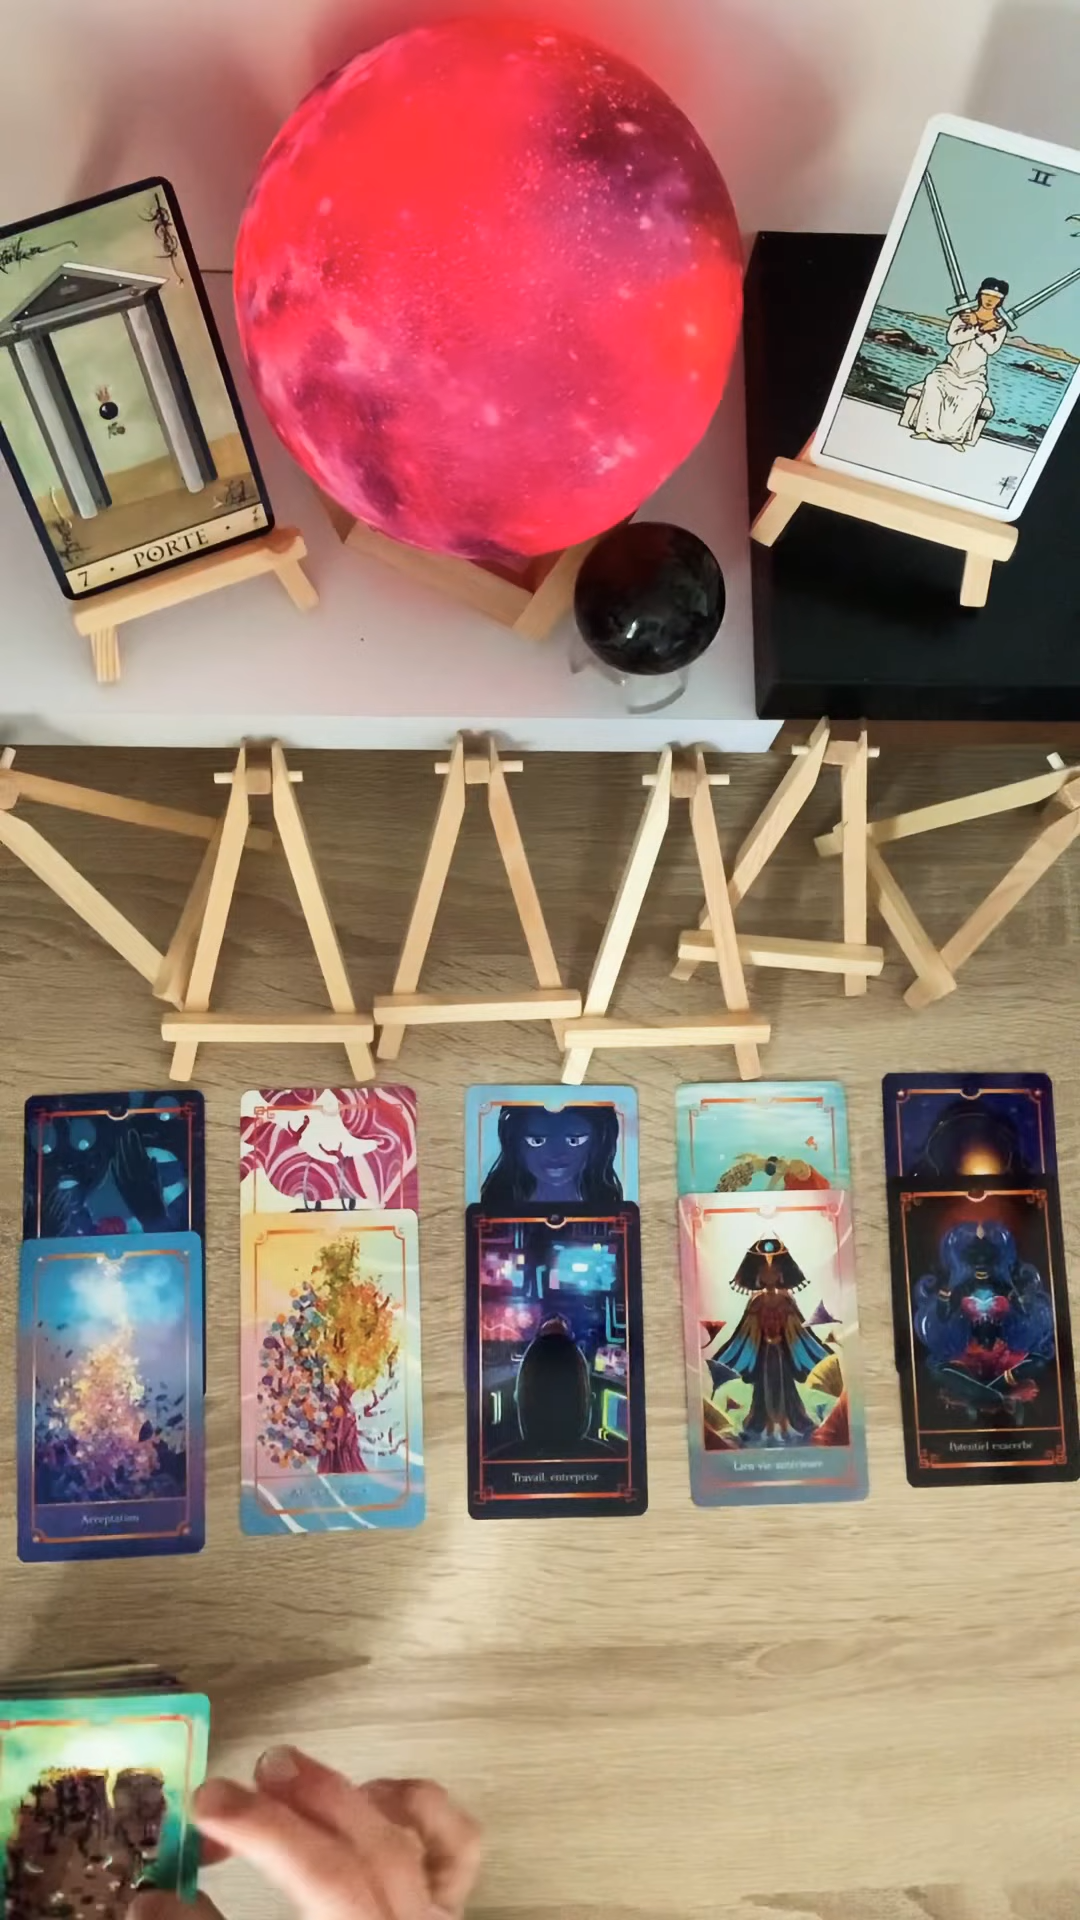 II
7 • PORTE •
Travail, entreprise
Lien vie antérieure
Potentiel exacerbé
Acceptation